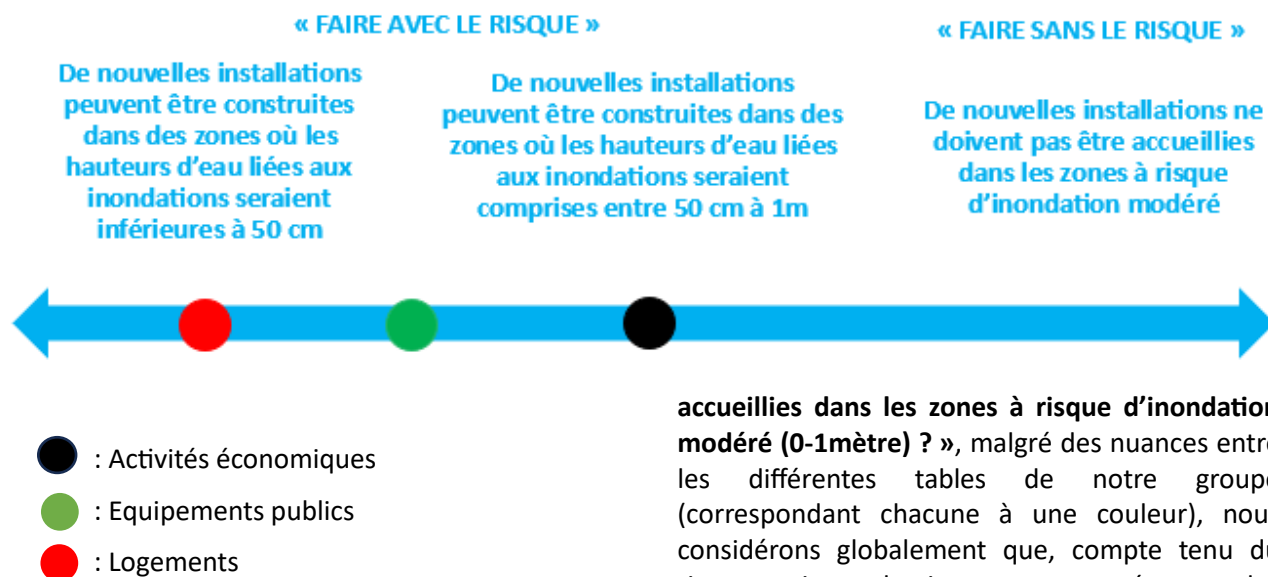 « FAIRE AVEC LE RISQUE »
« FAIRE SANS LE RISQUE »
De nouvelles installations
peuvent être construites
dans des zones où les
hauteurs d'eau liées aux
inondations seraient
inférieures à 50 cm
De nouvelles installations
peuvent être construites dans des
zones où les hauteurs d'eau liées
aux inondations seraient
comprises entre 50 cm à 1m
De nouvelles installations ne
doivent pas être accueillies
dans les zones à risque
d'inondation modéré
: Activités économiques
: Equipements publics
: Logements
accueillies dans les zones à risque d'inondation
modéré (0-1mètre) ? », malgré des nuances entre
les différentes tables de notre groupe
(correspondant chacune à une couleur), nous
considérons globalement que, compte tenu du